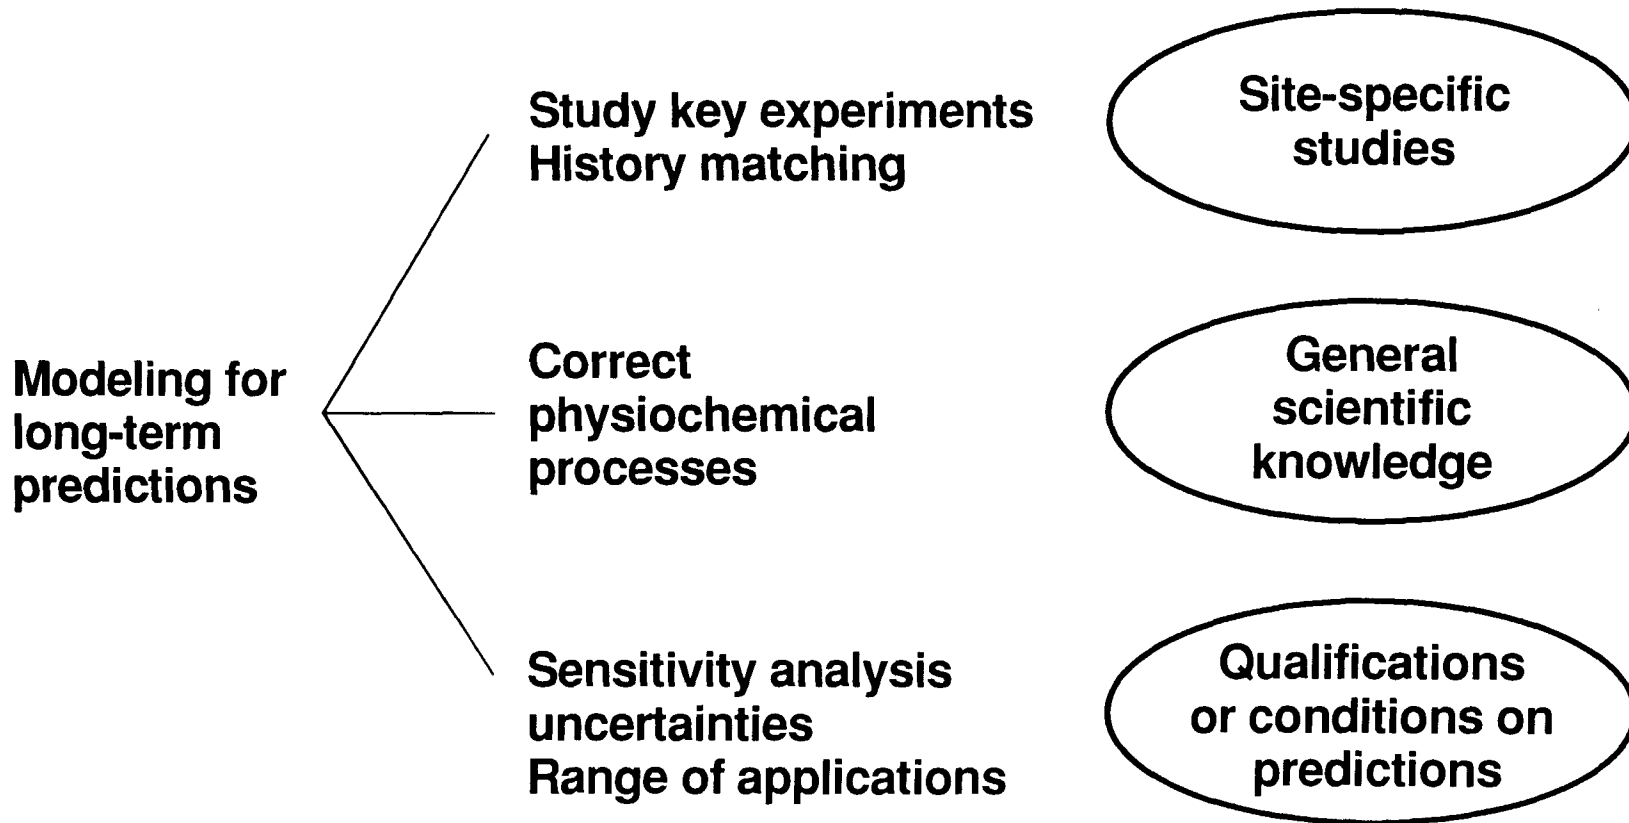 Study key experiments
History matching
Site-specific
studies
Modeling for
long-term
predictions
Correct
physiochemical
processes
General
scientific
knowledge
Sensitivity analysis
uncertainties
Range of applications
Qualifications
or conditions on
predictions